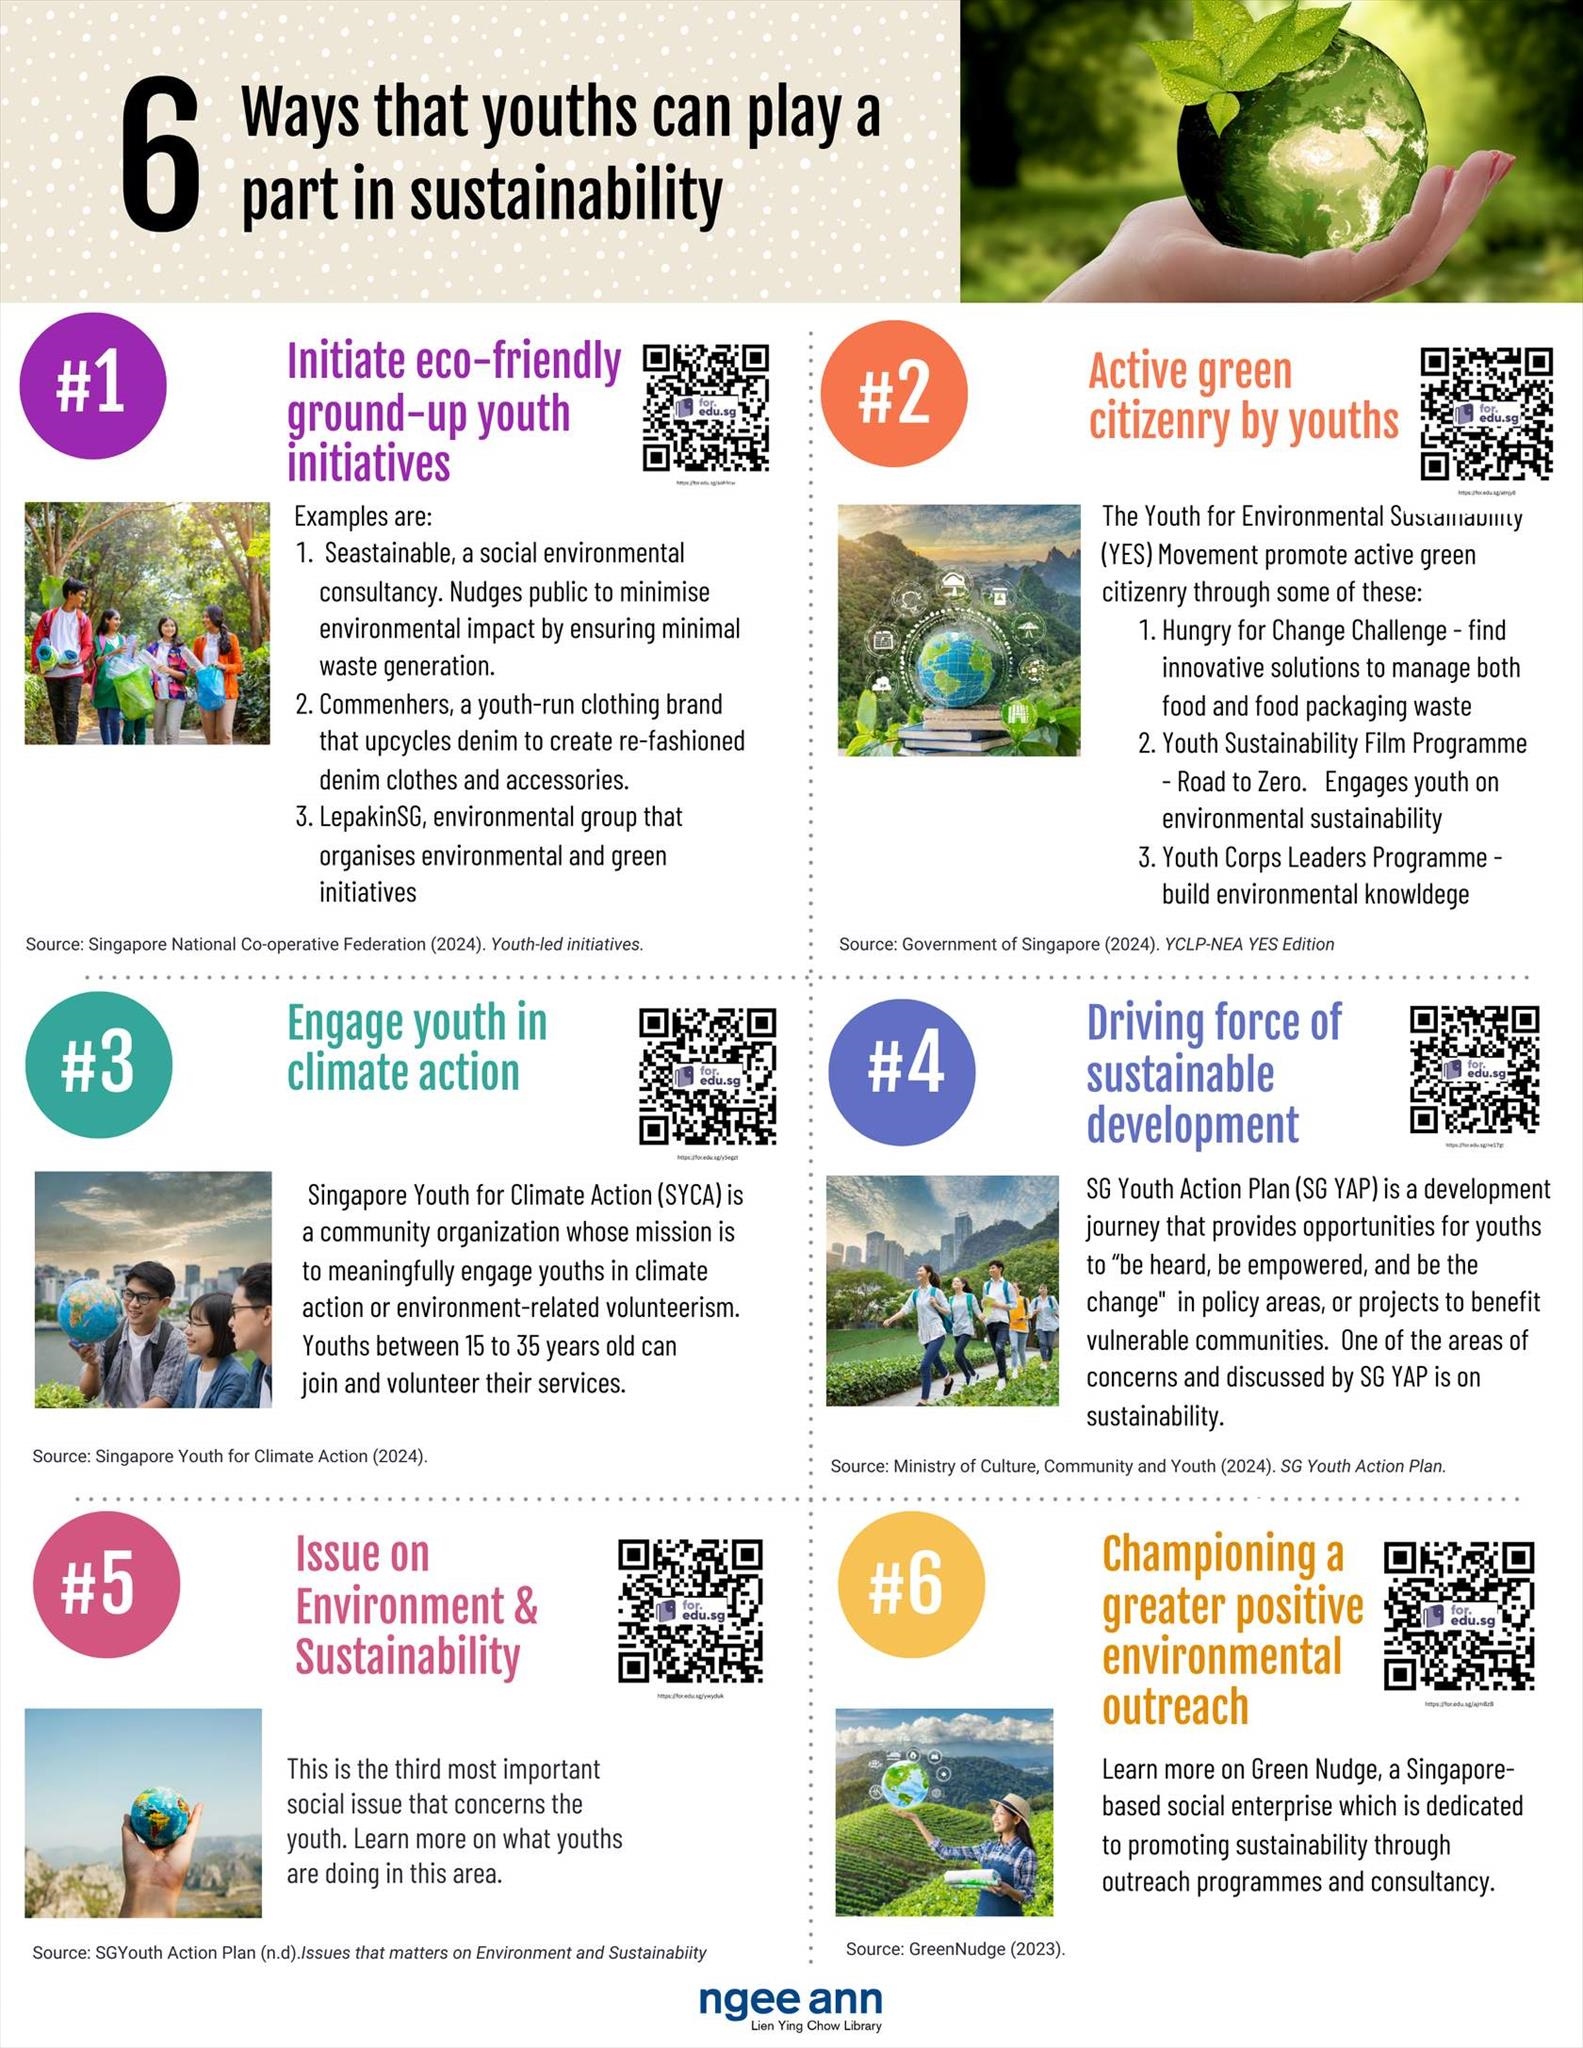 6
Ways that youths can play a
part in sustainability
#1
Initiate eco-friendly
ground-up youth
initiatives
for.
edu.sg
Examples are:
1. Seastainable, a social environmental
consultancy. Nudges public to minimise
environmental impact by ensuring minimal
waste generation.
2. Commenhers, a youth-run clothing brand
that upcycles denim to create re-fashioned
denim clothes and accessories.
3. LepakinSG, environmental group that
organises environmental and green
initiatives
Source: Singapore National Co-operative Federation (2024). Youth-led initiatives.
#2
Active green
citizenry by youths
for.
edu.sg
The Youth for Environmental Sustainability
(YES) Movement promote active green
citizenry through some of these:
1. Hungry for Change Challenge - find
innovative solutions to manage both
food and food packaging waste
2. Youth Sustainability Film Programme
- Road to Zero. Engages youth on
environmental sustainability
3. Youth Corps Leaders Programme -
build environmental knowldege
Source: Government of Singapore (2024). YCLP-NEA YES Edition
#3
Engage youth in
climate action
for.
edu.sg
https://for.edu.sg/y5egzt
Singapore Youth for Climate Action (SYCA) is
a community organization whose mission is
to meaningfully engage youths in climate
action or environment-related volunteerism.
Youths between 15 to 35 years old can
join and volunteer their services.
Source: Singapore Youth for Climate Action (2024).
#4
Driving force of
sustainable
development
for.
edu.sg
SG Youth Action Plan (SG YAP) is a development
journey that provides opportunities for youths
to “be heard, be empowered, and be the
change" in policy areas, or projects to benefit
vulnerable communities. One of the areas of
concerns and discussed by SG YAP is on
sustainability.
Source: Ministry of Culture, Community and Youth (2024). SG Youth Action Plan.
#5
Issue on
Environment &
Sustainability
for.
edu.sg
https://for.edu.sg/ywyduk
This is the third most important
social issue that concerns the
youth. Learn more on what youths
are doing in this area.
Source: SGYouth Action Plan (n.d).Issues that matters on Environment and Sustainabiity
#6
Championing a
greater positive
environmental
outreach
for.
edu.sg
Learn more on Green Nudge, a Singapore-
based social enterprise which is dedicated
to promoting sustainability through
outreach programmes and consultancy.
Source: GreenNudge (2023).
ngee ann
Lien Ying Chow Library